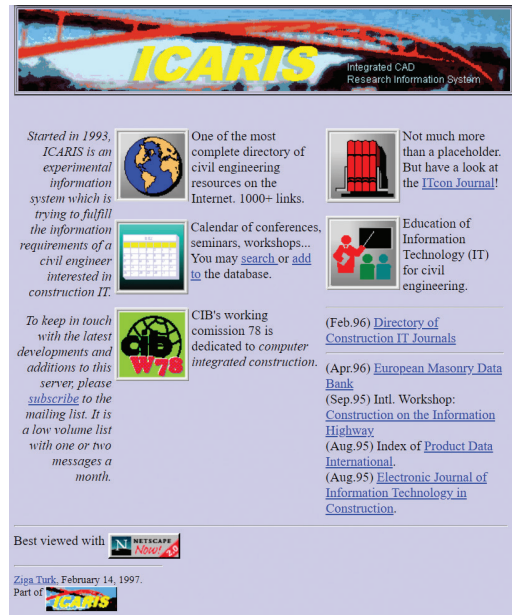 ICARIS
Integrated CAD
Research Information System
Started in 1993,
ICARIS is an
experimental
information
system which is
trying to fulfill
the information
requirements of a
civil engineer
interested in
construction IT.
To keep in touch
with the latest
developments and
additions to this
server, please
subscribe to the
mailing list. It is
a low volume list
with one or two
messages a
month.
One of the most
complete directory of
civil engineering
resources on the
Internet. 1000+ links.
Calendar of conferences,
seminars, workshops...
You may search or add
to the database.
cib
W78
CIB's working
comission 78 is
dedicated to computer
integrated construction.
Not much more
than a placeholder.
But have a look at
the ITcon Journal!
Education of
Information
Technology (IT)
for civil
engineering.
(Feb.96) Directory of
Construction IT Journals
(Apr.96) European Masonry Data
Bank
(Sep.95) Intl. Workshop:
Construction on the Information
Highway
(Aug.95) Index of Product Data
International.
(Aug.95) Electronic Journal of
Information Technology in
Construction.
Best viewed with N NETSCAPE
Now! 2.0
Ziga Turk, February 14, 1997.
Part of ICARIS